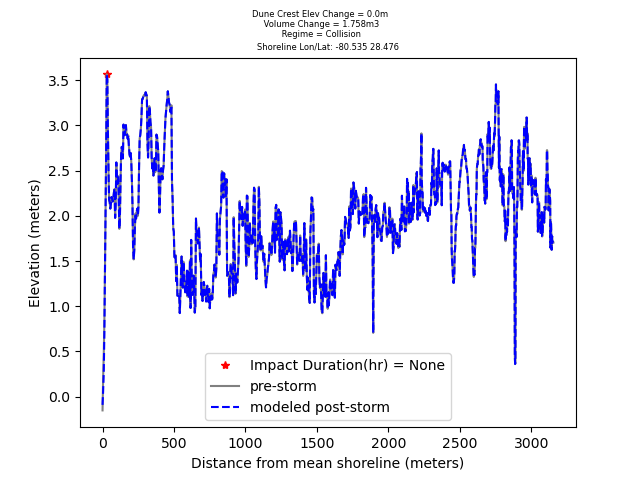 Dune Crest Elev Change = 0.0m
Volume Change = 1.758m3
Regime = Collision
Shoreline Lon/Lat: -80.535 28.476
3.5
3.0
2.5
2.0
1.5
1.0
0.5
0.0
Elevation (meters)
Impact Duration(hr) = None
pre-storm
modeled post-storm
0 500 1000 1500 2000 2500 3000
Distance from mean shoreline (meters)